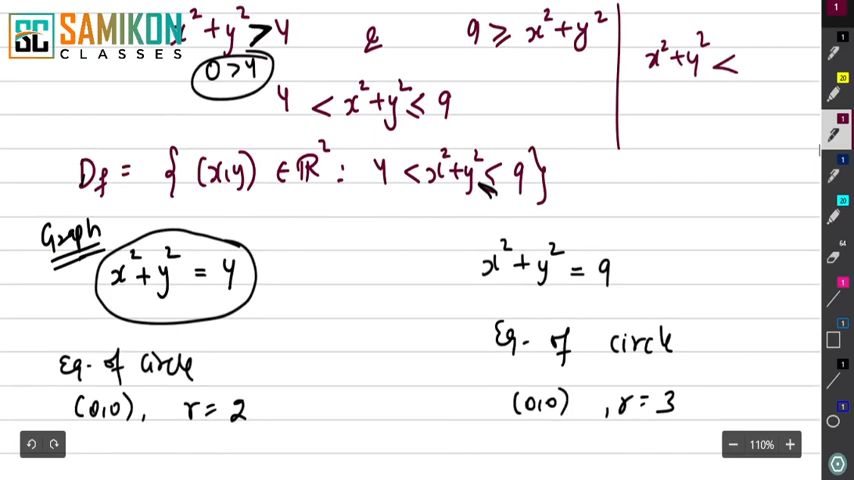 SC SAMIKON
CLASSES
x² + y² > 4 & 9 ≥ x² + y²
x² + y² <
0 > 4
4 < x² + y² ≤ 9
Df = { (x,y) ∈ ℝ² : 4 < x² + y² ≤ 9 }
Graph
x² + y² = 4 x² + y² = 9
Eq. of circle Eq. of circle
(0,0), r = 2 (0,0), r = 3
110%